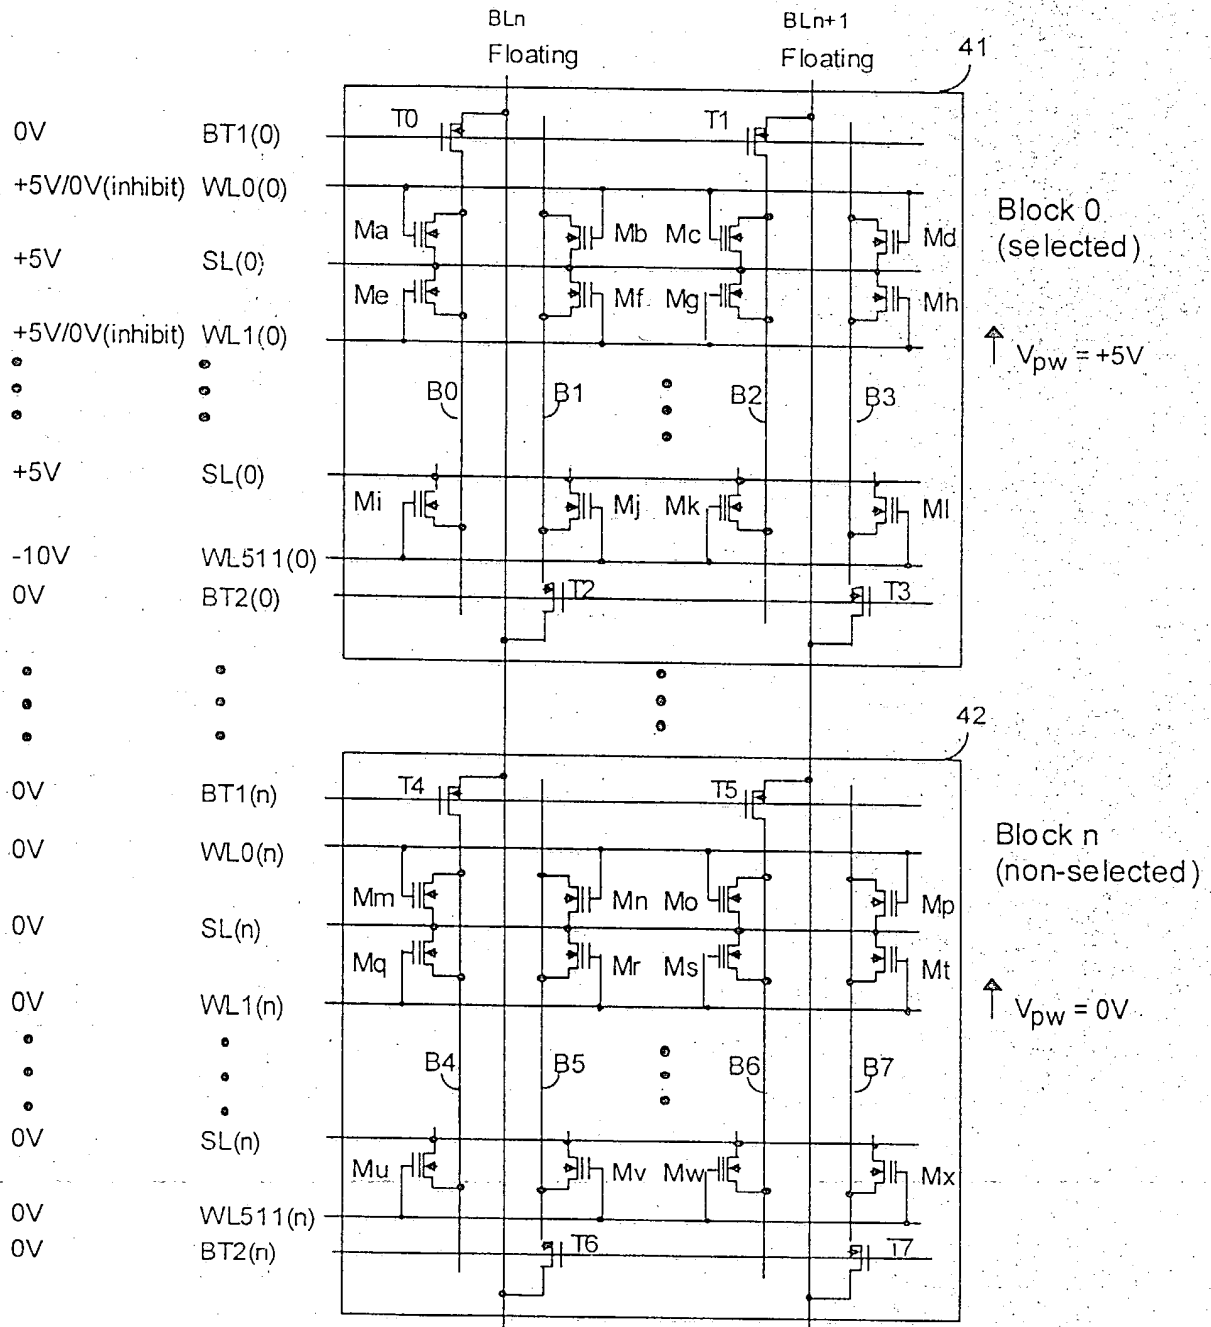 BLn BLn+1
Floating Floating 41
0V BT1(0) T0 T1
+5V/0V(inhibit) WL0(0) Block 0
Ma Mb Mc Md (selected)
+5V SL(0)
Me Mf Mg Mh
+5V/0V(inhibit) WL1(0) Vpw = +5V
B0 B1 B2 B3
+5V SL(0)
Mi Mj Mk Ml
-10V WL511(0)
0V BT2(0) T2 T3
42
0V BT1(n) T4 T5
0V WL0(n) Block n
(non-selected)
Mm Mn Mo Mp
0V SL(n)
Mq Mr Ms Mt
0V WL1(n) Vpw = 0V
B4 B5 B6 B7
0V SL(n)
Mu Mv Mw Mx
0V WL511(n)
0V BT2(n) T6 T7